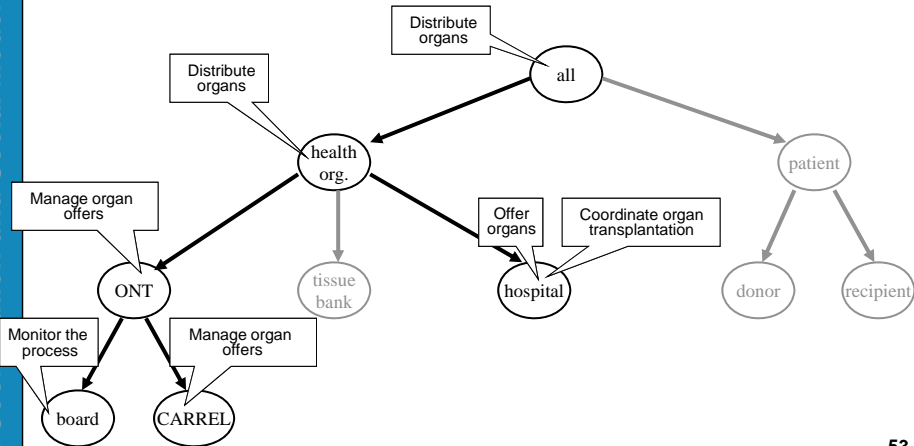 Distribute
organs
all
Distribute
organs
health
org.
patient
Manage organ
offers
Offer
organs
Coordinate organ
transplantation
ONT
tissue
bank
hospital
donor
recipient
Monitor the
process
Manage organ
offers
board
CARREL
53